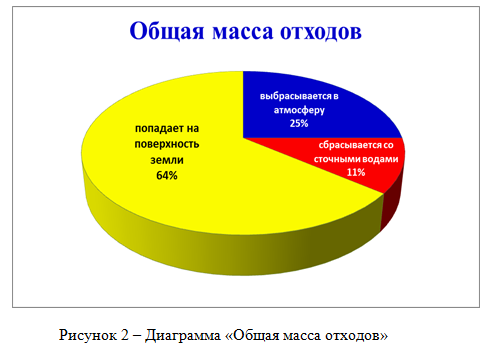 Общая масса отходов
выбрасывается в
атмосферу
25%
сбрасывается со
сточными водами
11%
попадает на
поверхность
земли
64%
Рисунок 2 – Диаграмма «Общая масса отходов»